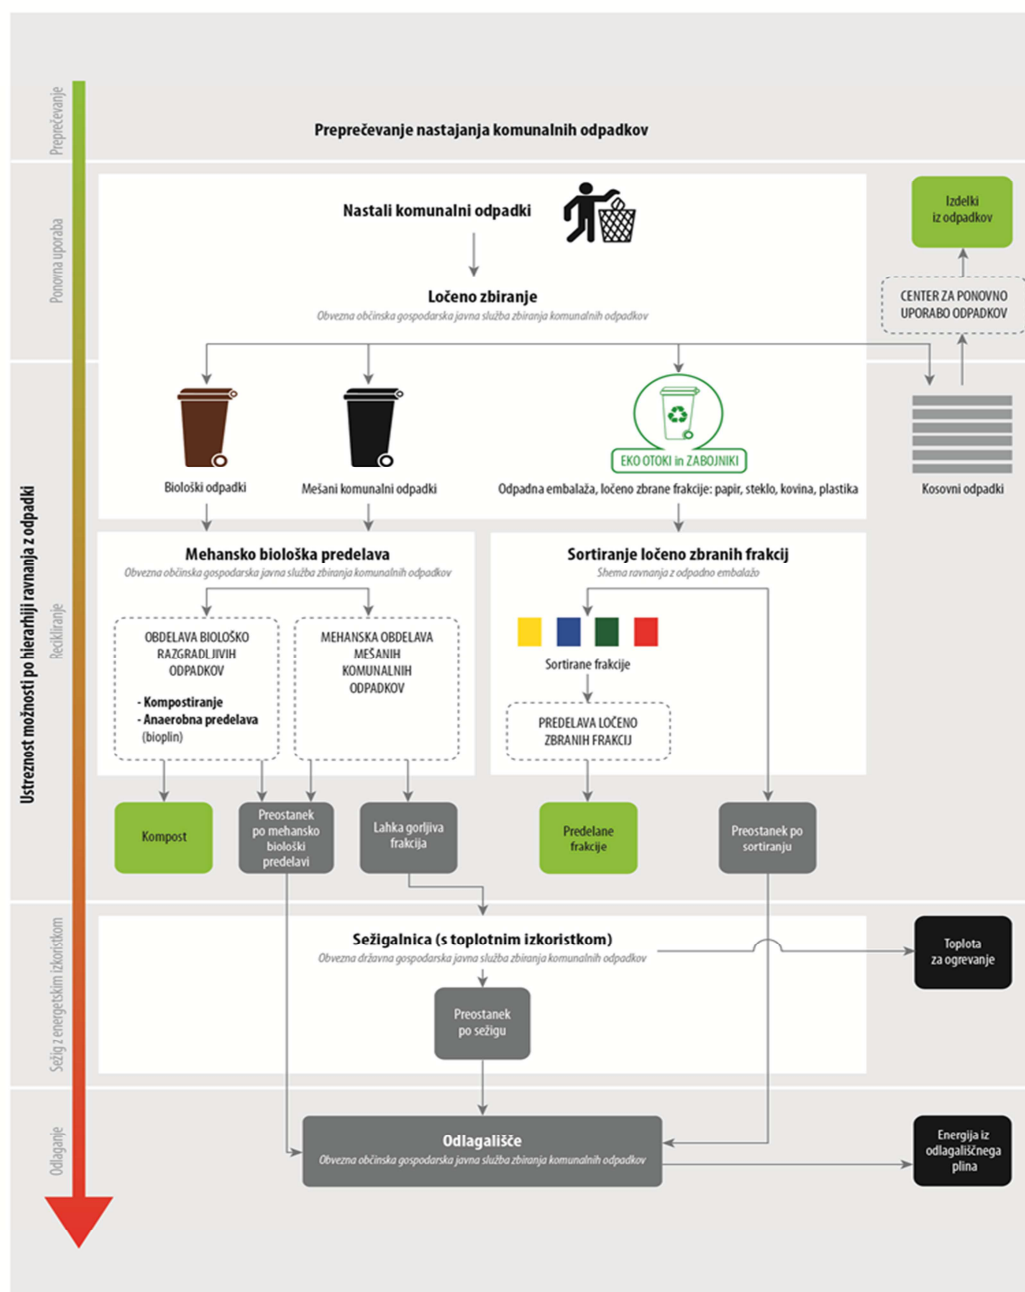 Preprečevanje nastajanja komunalnih odpadkov
Ustreznost možnosti po hierarhiji ravnanja z odpadki
Preprečevanje
Ponovna uporaba
Recikliranje
Sežig z energetskim izkoristkom
Odlaganje
Nastali komunalni odpadki
Ločeno zbiranje
Obvezna občinska gospodarska javna služba zbiranja komunalnih odpadkov
Izdelki
iz odpadkov
CENTER ZA PONOVNO
UPORABO ODPADKOV
Kosovni odpadki
Biološki odpadki
Mešani komunalni odpadki
EKO OTOKI in ZABOJNIKI
Odpadna embalaža, ločeno zbrane frakcije: papir, steklo, kovina, plastika
Mehansko biološka predelava
Obvezna občinska gospodarska javna služba zbiranja komunalnih odpadkov
OBDELAVA BIOLOŠKO
RAZGRADLJIVIH
ODPADKOV
- Kompostiranje
- Anaerobna predelava
(bioplin)
MEHANSKA OBDELAVA
MEŠANIH
KOMUNALNIH
ODPADKOV
Sortiranje ločeno zbranih frakcij
Shema ravnanja z odpadno embalažo
Sortirane frakcije
PREDELAVA LOČENO
ZBRANIH FRAKCIJ
Kompost
Preostanek
po mehansko
biološki
predelavi
Lahka gorljiva
frakcija
Predelane
frakcije
Preostanek po
sortiranju
Sežigalnica (s toplotnim izkoristkom)
Obvezna državna gospodarska javna služba zbiranja komunalnih odpadkov
Toplota
za ogrevanje
Preostanek
po sežigu
Odlagališče
Obvezna občinska gospodarska javna služba zbiranja komunalnih odpadkov
Energija iz
odlagališčnega
plina